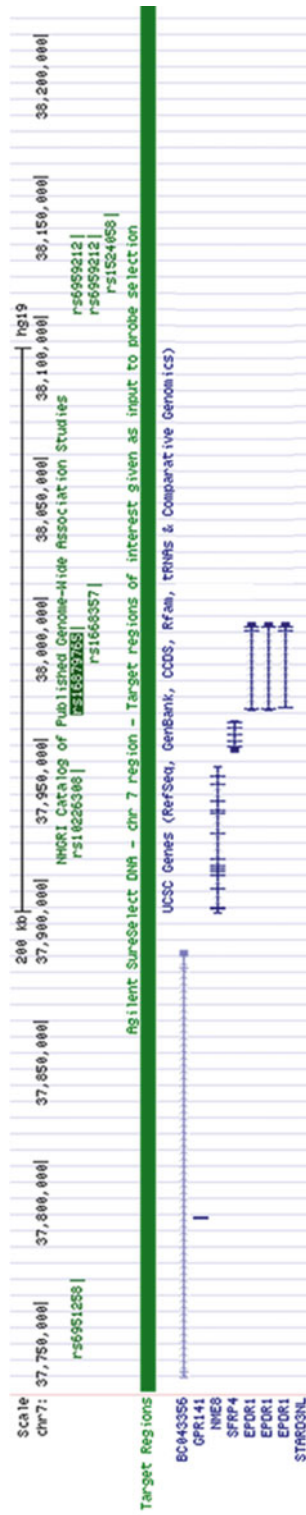 Scale 200 kb hg19
chr7: 37,750,000| 37,800,000| 37,850,000| 37,900,000| 37,950,000| 38,000,000| 38,050,000| 38,100,000| 38,150,000| 38,200,000|
NHGRI Catalog of Published Genome-Wide Association Studies
rs6951258| rs10226308| rs16879765| rs6959212|
rs1668357| rs6959212|
rs1524058|
Agilent SureSelect DNA - chr 7 region - Target regions of interest given as input to probe selection
Target Regions
UCSC Genes (RefSeq, GenBank, CCDS, Rfam, tRNAs & Comparative Genomics)
BC043356
GPR141
NME8
SFRP4
EPDR1
EPDR1
EPDR1
STARD3NL